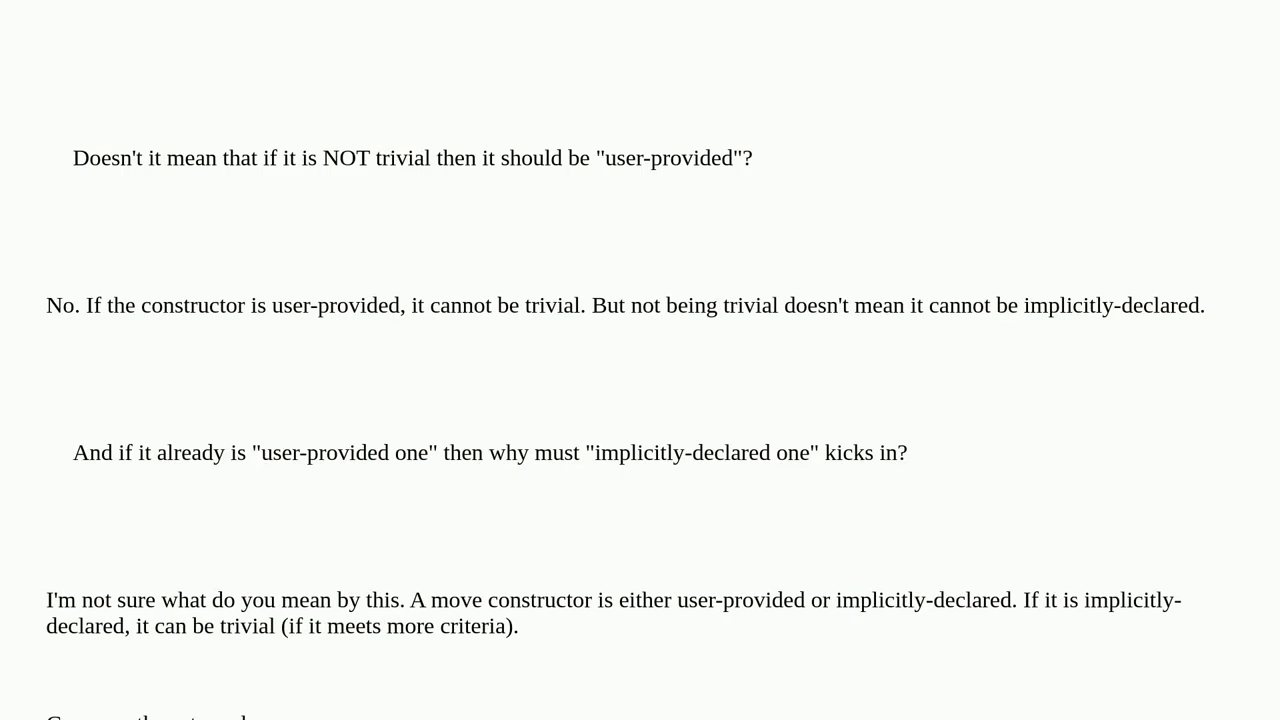 Doesn't it mean that if it is NOT trivial then it should be "user-provided"?
No. If the constructor is user-provided, it cannot be trivial. But not being trivial doesn't mean it cannot be implicitly-declared.
And if it already is "user-provided one" then why must "implicitly-declared one" kicks in?
I'm not sure what do you mean by this. A move constructor is either user-provided or implicitly-declared. If it is implicitly-
declared, it can be trivial (if it meets more criteria).